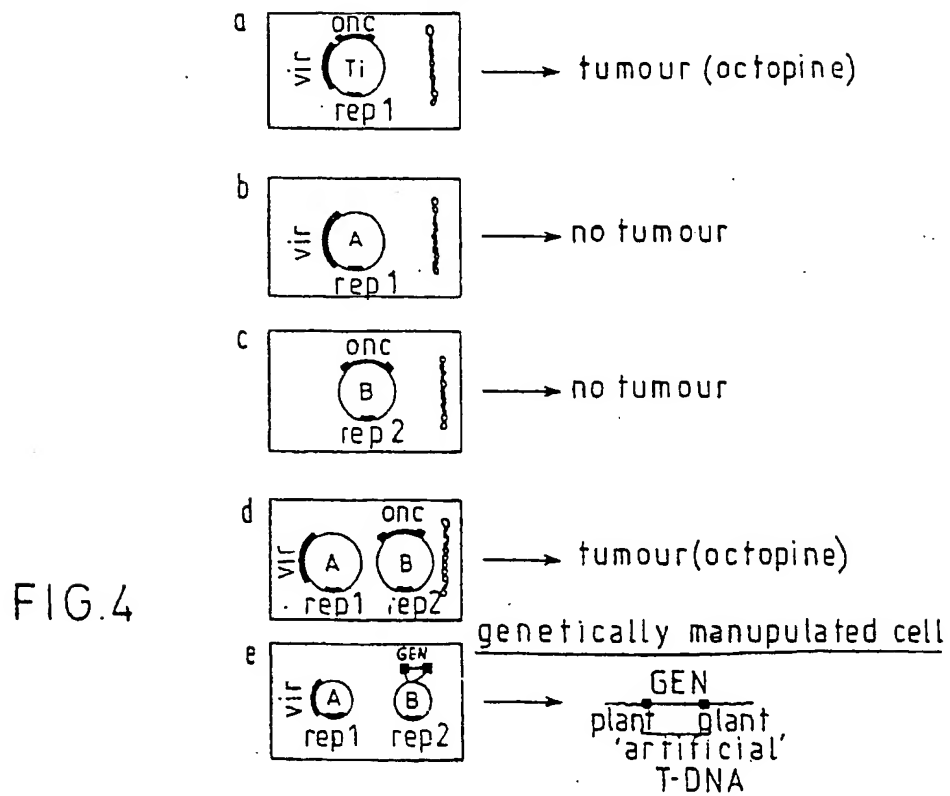 a
onc
vir
Ti
rep1
tumour (octopine)
b
vir
A
rep1
no tumour
c
onc
B
rep2
no tumour
d
onc
vir
A
B
rep1
rep2
tumour(octopine)
FIG.4
genetically manupulated cell
e
GEN
vir
A
B
rep1
rep2
GEN
plant plant
'artificial'
T-DNA